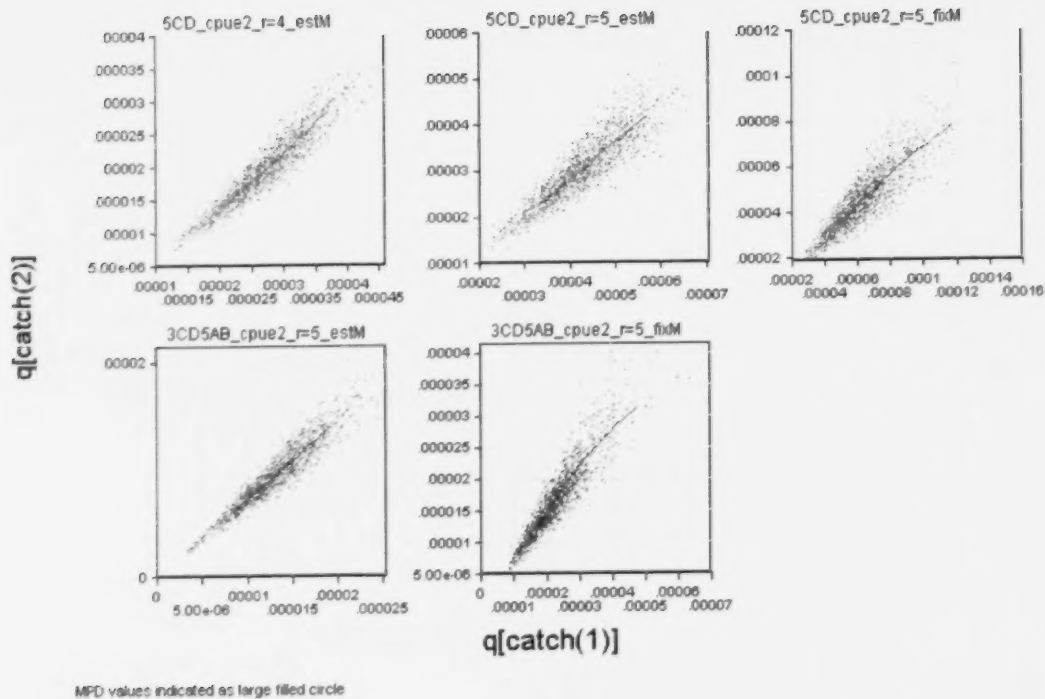 5CD_cpue2_r=4_estM
5CD_cpue2_r=5_estM
5CD_cpue2_r=5_fixM
.00004
.000035
.00003
.000025
.00002
.000015
.00001
5.00e-06
.00001 .00002 .00003 .00004
.000015 .000025 .000035 .000045
.00006
.00005
.00004
.00003
.00002
.00001
.00002 .00004 .00005 .00006
.00003 .00005 .00007
.00012
.0001
.00008
.00006
.00004
.00002
.00002 .00006 .0001 .00014
.00004 .00008 .00012 .00016
3CD5AB_cpue2_r=5_estM
3CD5AB_cpue2_r=5_fixM
.00002
0
0 .00001 .00002
5.00e-06 .000015 .000025
.00004
.000035
.00003
.000025
.00002
.000015
.00001
5.00e-06
0 .00002 .00004 .00006
.00001 .00003 .00005 .00007
q[catch(2)]
q[catch(1)]
MPD values indicated as large filled circle